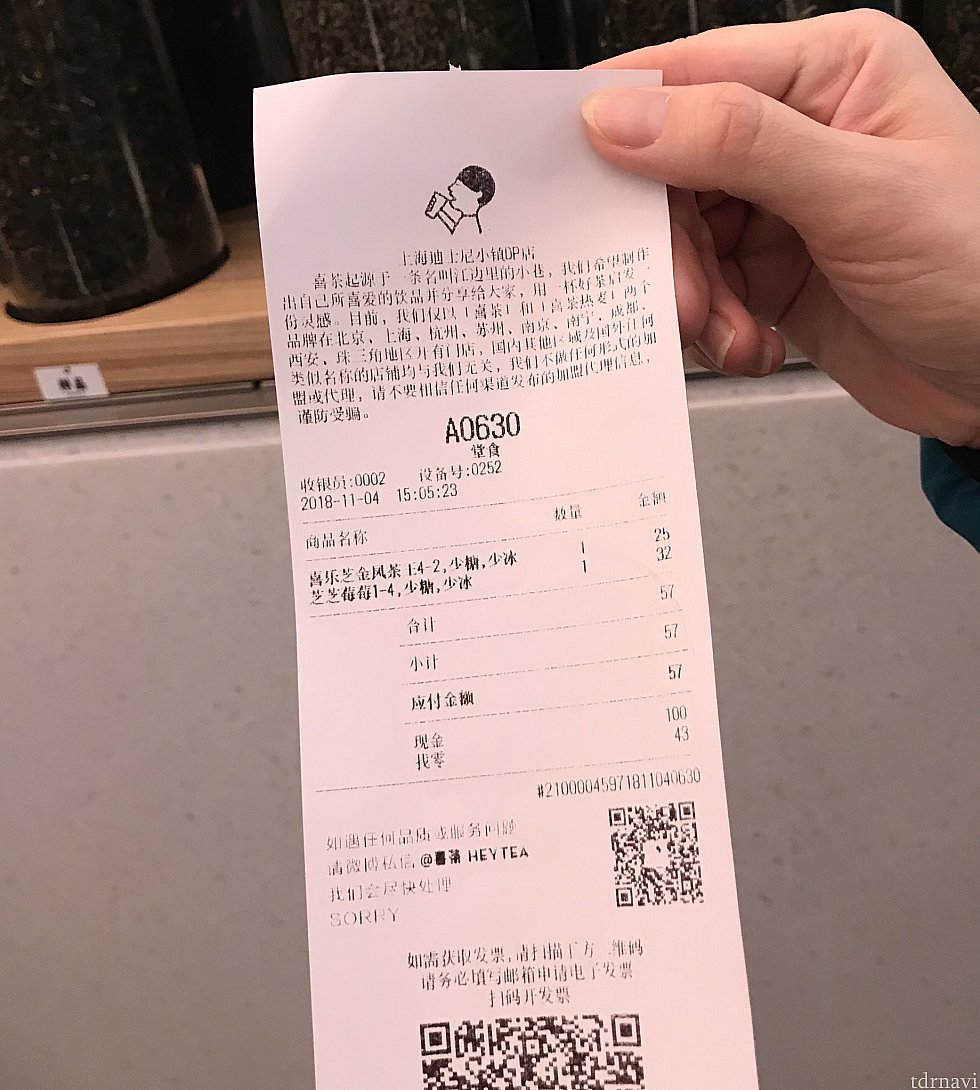 上海迪士尼小镇DP店
喜茶起源于一条名叫江边里的小巷，我们希望制作
出自己所喜爱的饮品并分享给大家，用一杯好茶启发一
份灵感。目前，我们仅以「喜茶」和「喜茶热麦」两个
品牌在北京、上海、杭州、苏州、南京、南宁、成都、
西安、珠三角地区开有门店，国内其他区域及国外任何
类似名称的店铺均与我们无关，我们不做任何形式的加
盟或代理，请不要相信任何渠道发布的加盟代理信息，
谨防受骗。
A0630
堂食
收银员:0002 设备号:0252
2018-11-04 15:05:23
商品名称 数量 金额
喜乐芝金凤茶王4-2,少糖,少冰 1 25
芝芝莓莓1-4,少糖,少冰 1 32
合计 57
小计 57
应付金额 57
现金 100
找零 43
#21000045971811040630
如遇任何品质或服务问题
请微博私信 @喜茶 HEYTEA
我们会尽快处理
SORRY
如需获取发票,请扫描下方二维码
请务必填写邮箱申请电子发票
扫码开发票
tdrnavi